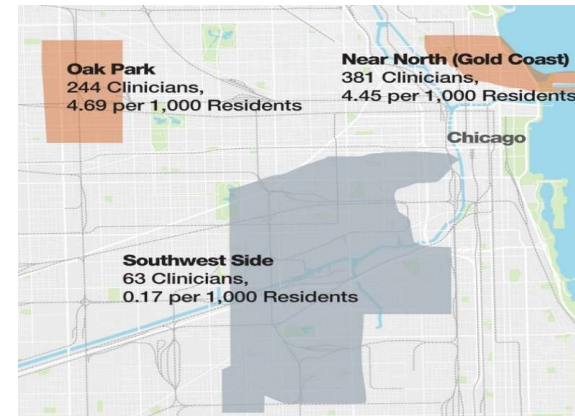 Oak Park
244 Clinicians,
4.69 per 1,000 Residents
Near North (Gold Coast)
381 Clinicians,
4.45 per 1,000 Residents
Chicago
Southwest Side
63 Clinicians,
0.17 per 1,000 Residents